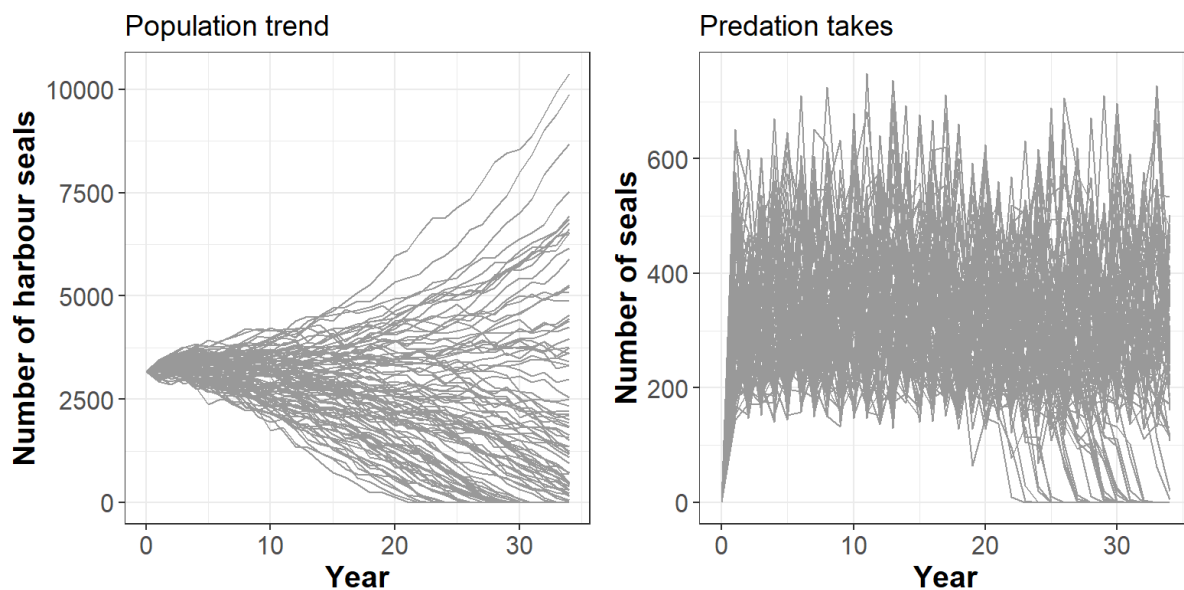 Population trend
Number of harbour seals
10000
7500
5000
2500
0
0 10 20 30
Year
Predation takes
Number of seals
600
400
200
0
0 10 20 30
Year